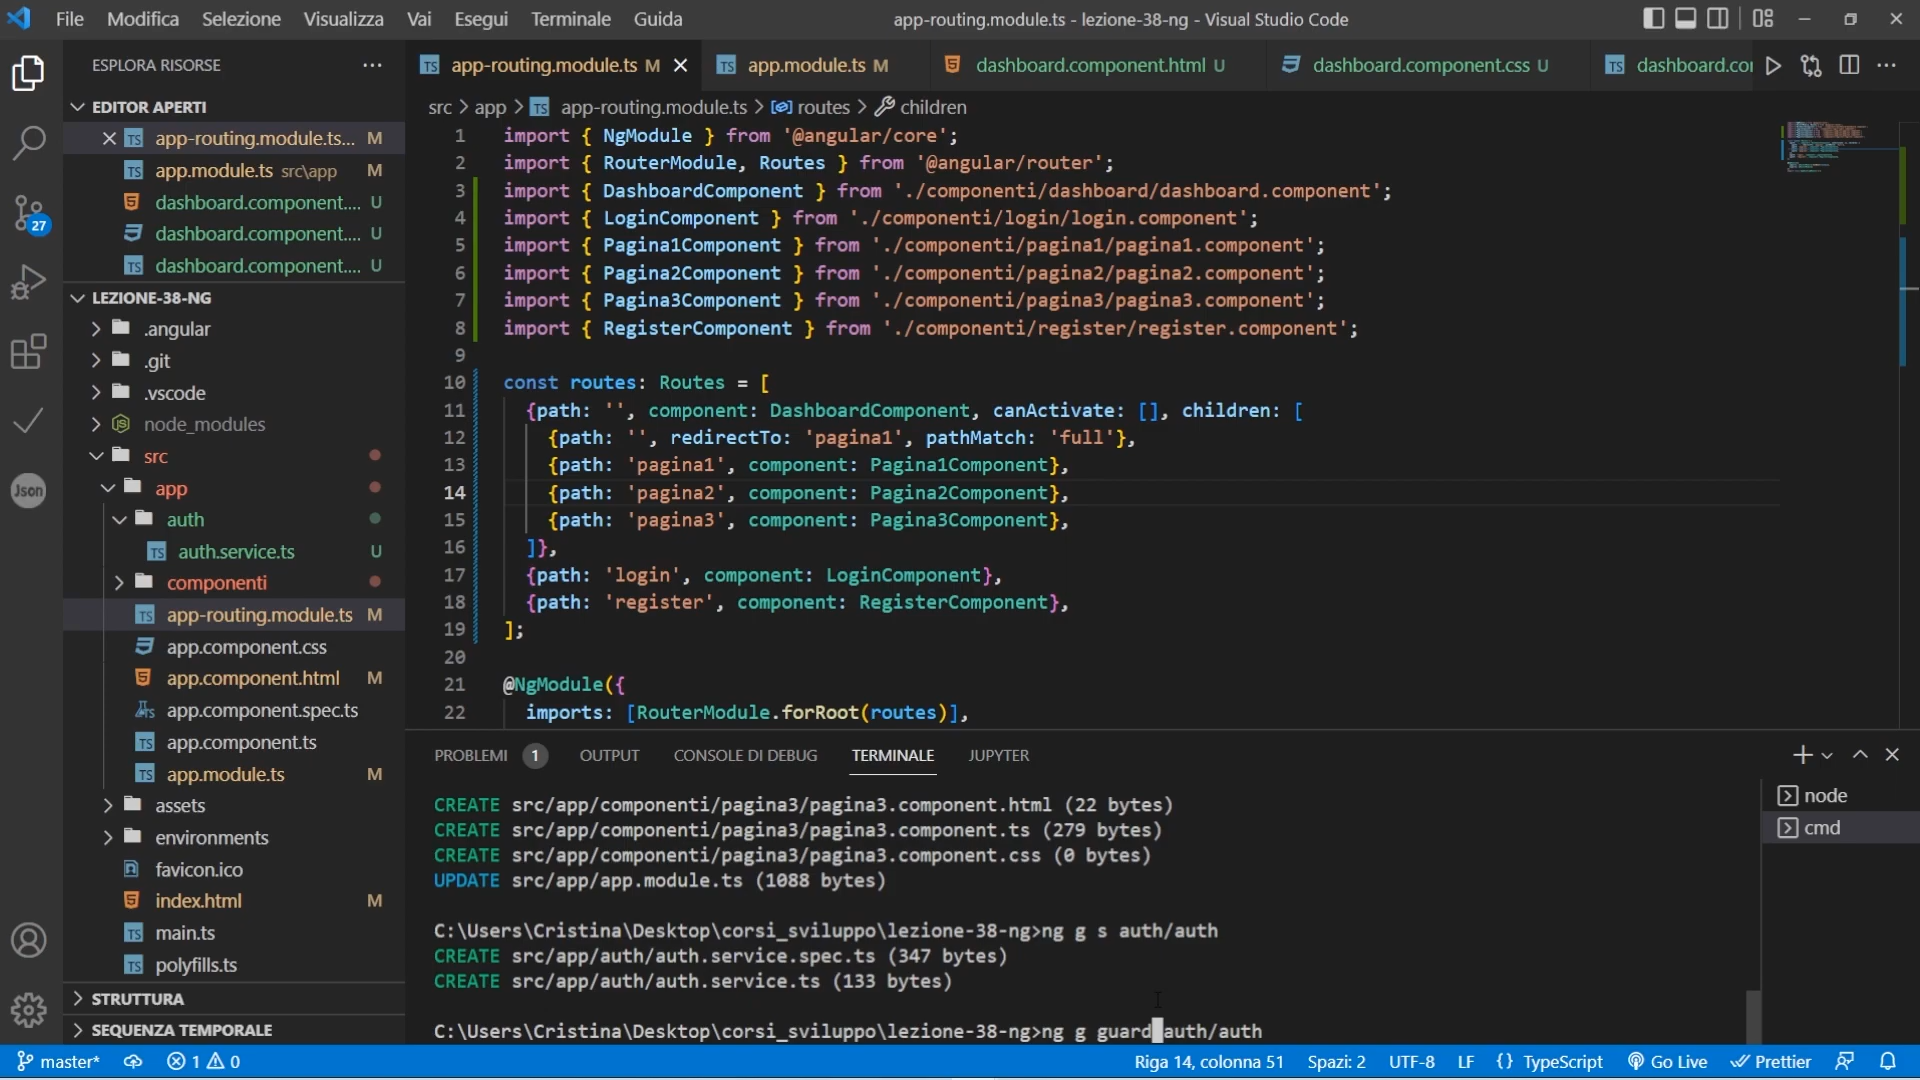 File Modifica Selezione Visualizza Vai Esegui Terminale Guida
app-routing.module.ts - lezione-38-ng - Visual Studio Code
ESPLORA RISORSE
EDITOR APERTI
app-routing.module.ts... M
app.module.ts src\app M
dashboard.component.... U
dashboard.component.... U
dashboard.component.... U
LEZIONE-38-NG
.angular
.git
.vscode
node_modules
src
app
auth
auth.service.ts U
componenti
app-routing.module.ts M
app.component.css
app.component.html M
app.component.spec.ts
app.component.ts
app.module.ts M
assets
environments
favicon.ico
index.html M
main.ts
polyfills.ts
STRUTTURA
SEQUENZA TEMPORALE
27
Json
app-routing.module.ts M
app.module.ts M
dashboard.component.html U
dashboard.component.css U
dashboard.co
src > app > app-routing.module.ts > routes > children
1 import { NgModule } from '@angular/core';
2 import { RouterModule, Routes } from '@angular/router';
3 import { DashboardComponent } from './componenti/dashboard/dashboard.component';
4 import { LoginComponent } from './componenti/login/login.component';
5 import { Pagina1Component } from './componenti/pagina1/pagina1.component';
6 import { Pagina2Component } from './componenti/pagina2/pagina2.component';
7 import { Pagina3Component } from './componenti/pagina3/pagina3.component';
8 import { RegisterComponent } from './componenti/register/register.component';
9
10 const routes: Routes = [
11 {path: '', component: DashboardComponent, canActivate: [], children: [
12 {path: '', redirectTo: 'pagina1', pathMatch: 'full'},
13 {path: 'pagina1', component: Pagina1Component},
14 {path: 'pagina2', component: Pagina2Component},
15 {path: 'pagina3', component: Pagina3Component},
16 ]},
17 {path: 'login', component: LoginComponent},
18 {path: 'register', component: RegisterComponent},
19 ];
20
21 @NgModule({
22 imports: [RouterModule.forRoot(routes)],
PROBLEMI 1 OUTPUT CONSOLE DI DEBUG TERMINALE JUPYTER
CREATE src/app/componenti/pagina3/pagina3.component.html (22 bytes)
CREATE src/app/componenti/pagina3/pagina3.component.ts (279 bytes)
CREATE src/app/componenti/pagina3/pagina3.component.css (0 bytes)
UPDATE src/app/app.module.ts (1088 bytes)
C:\Users\Cristina\Desktop\corsi_sviluppo\lezione-38-ng>ng g s auth/auth
CREATE src/app/auth/auth.service.spec.ts (347 bytes)
CREATE src/app/auth/auth.service.ts (133 bytes)
C:\Users\Cristina\Desktop\corsi_sviluppo\lezione-38-ng>ng g guard auth/auth
node
cmd
master* 1 0 Riga 14, colonna 51 Spazi: 2 UTF-8 LF {} TypeScript Go Live Prettier